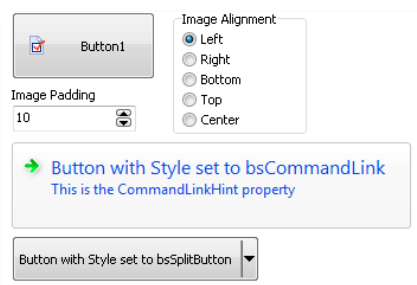 Image Alignment
Button1
Left
Right
Bottom
Top
Center
Image Padding
10
Button with Style set to bsCommandLink
This is the CommandLinkHint property
Button with Style set to bsSplitButton